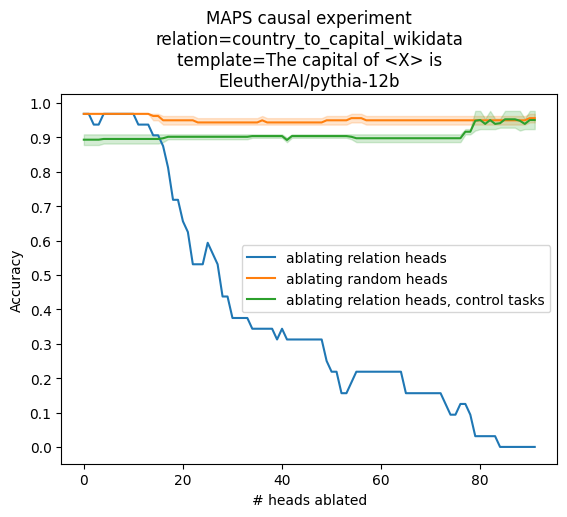 MAPS causal experiment
relation=country_to_capital_wikidata
template=The capital of <X> is
EleutherAI/pythia-12b
1.0
0.9
0.8
0.7
0.6
0.5
0.4
0.3
0.2
0.1
0.0
Accuracy
ablating relation heads
ablating random heads
ablating relation heads, control tasks
0 20 40 60 80
# heads ablated